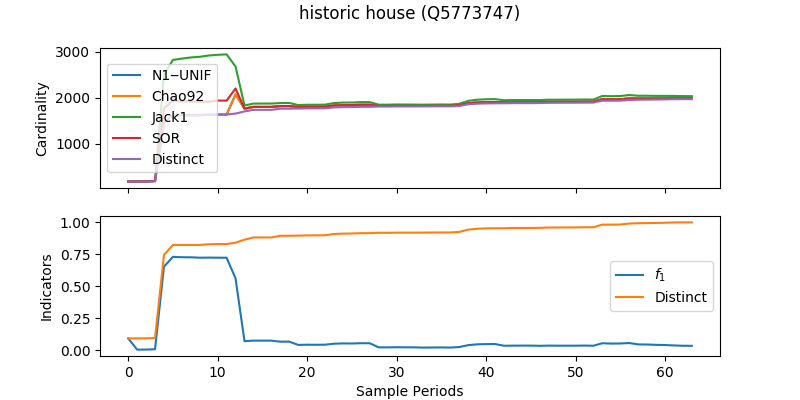 historic house (Q5773747)
3000
2000
1000
Cardinality
N1−UNIF
Chao92
Jack1
SOR
Distinct
1.00
0.75
0.50
0.25
0.00
Indicators
f1
Distinct
0 10 20 30 40 50 60
Sample Periods